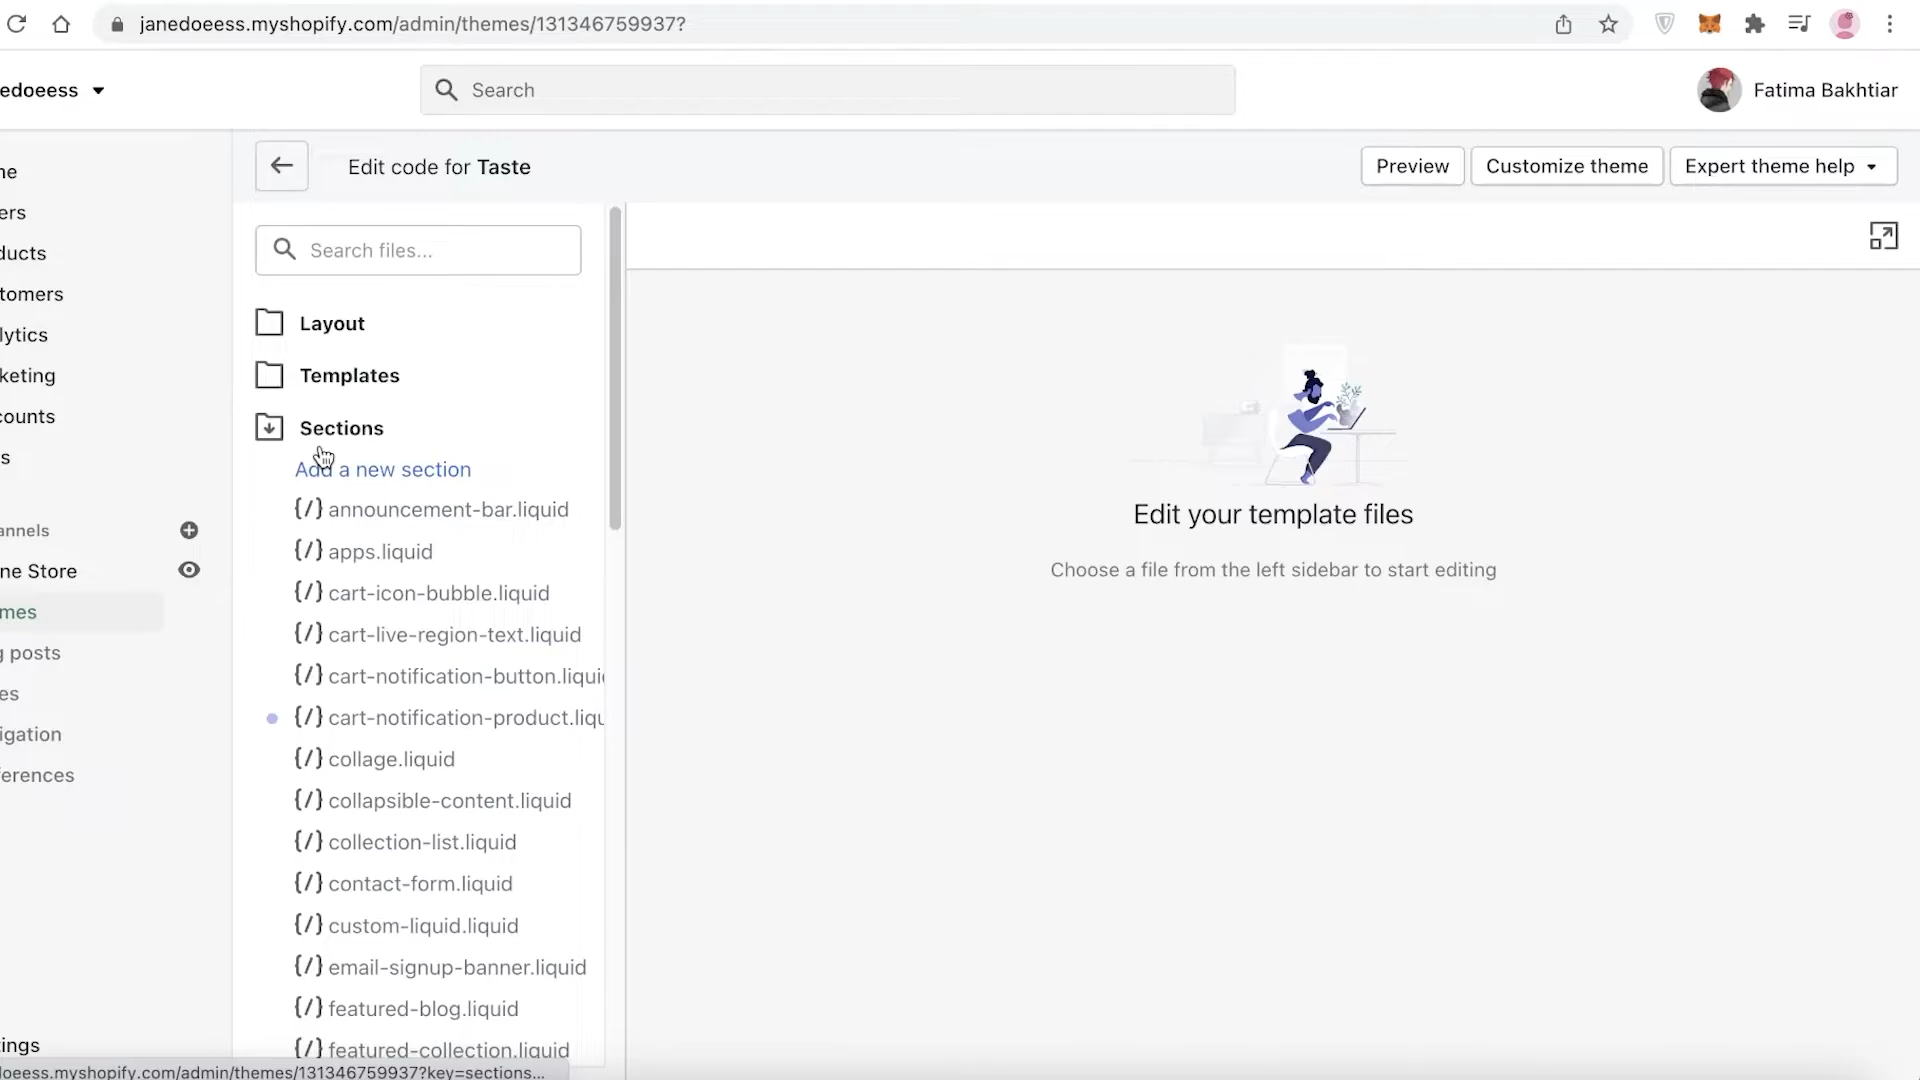 janedoeess.myshopify.com/admin/themes/131346759937?
edoeess
Search
Fatima Bakhtiar
me
ers
ducts
tomers
lytics
keting
counts
s
annels
ne Store
mes
g posts
es
igation
ferences
ings
Edit code for Taste
Preview
Customize theme
Expert theme help
Search files...
Layout
Templates
Sections
Add a new section
{/} announcement-bar.liquid
{/} apps.liquid
{/} cart-icon-bubble.liquid
{/} cart-live-region-text.liquid
{/} cart-notification-button.liquid
{/} cart-notification-product.liqu
{/} collage.liquid
{/} collapsible-content.liquid
{/} collection-list.liquid
{/} contact-form.liquid
{/} custom-liquid.liquid
{/} email-signup-banner.liquid
{/} featured-blog.liquid
{/} featured-collection.liquid
Edit your template files
Choose a file from the left sidebar to start editing
doeess.myshopify.com/admin/themes/131346759937?key=sections...